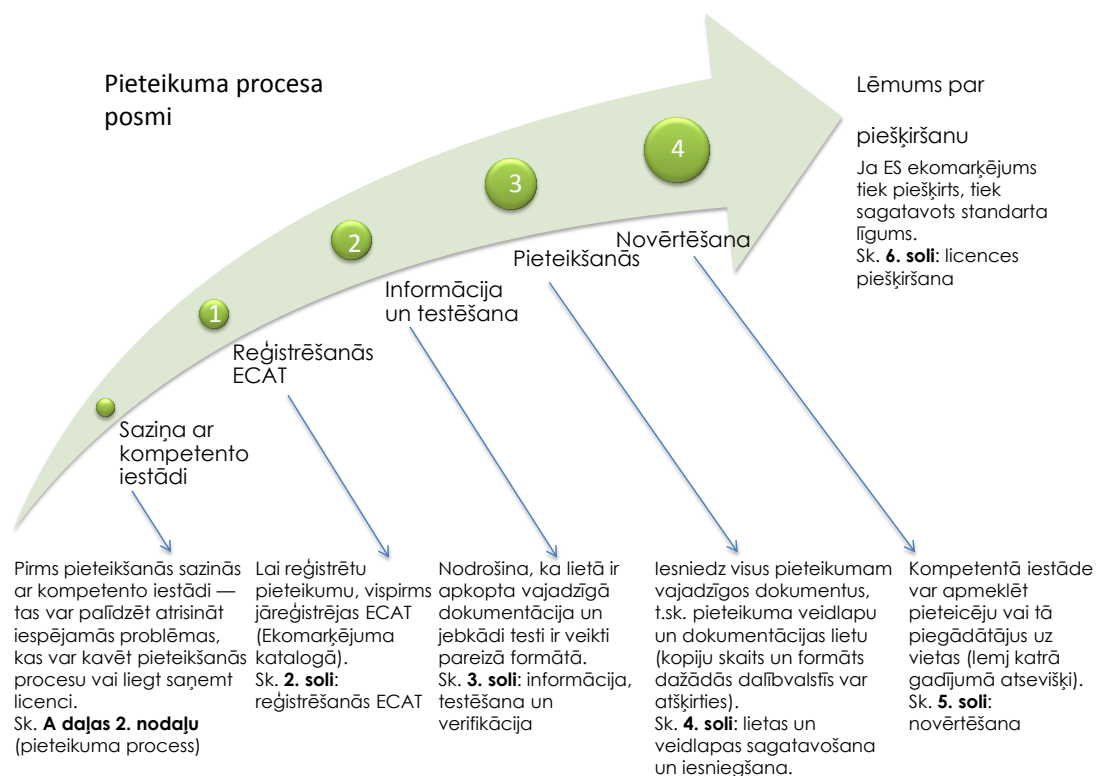 Pieteikuma procesa
posmi
Lēmums par
piešķiršanu
Ja ES ekomarķējums
tiek piešķirts, tiek
sagatavots standarta
līgums.
Sk. 6. soli: licences
piešķiršana
4
3
2
1
Novērtēšana
Pieteikšanās
Informācija
un testēšana
Reģistrēšanās
ECAT
Saziņa ar
kompetento
iestādi
Pirms pieteikšanās sazinās
ar kompetento iestādi —
tas var palīdzēt atrisināt
iespējamās problēmas,
kas var kavēt pieteikšanās
procesu vai liegt saņemt
licenci.
Sk. A daļas 2. nodaļu
(pieteikuma process)
Lai reģistrētu
pieteikumu, vispirms
jāreģistrējas ECAT
(Ekomarķējuma
katalogā).
Sk. 2. soli:
reģistrēšanās ECAT
Nodrošina, ka lietā ir
apkopta vajadzīgā
dokumentācija un
jebkādi testi ir veikti
pareizā formātā.
Sk. 3. soli: informācija,
testēšana un
verifikācija
Iesniedz visus pieteikumam
vajadzīgos dokumentus,
t.sk. pieteikuma veidlapu
un dokumentācijas lietu
(kopiju skaits un formāts
dažādās dalībvalstīs var
atšķirties).
Sk. 4. soli: lietas un
veidlapas sagatavošana
un iesniegšana.
Kompetentā iestāde
var apmeklēt
pieteicēju vai tā
piegādātājus uz
vietas (lemj katrā
gadījumā atsevišķi).
Sk. 5. soli:
novērtēšana